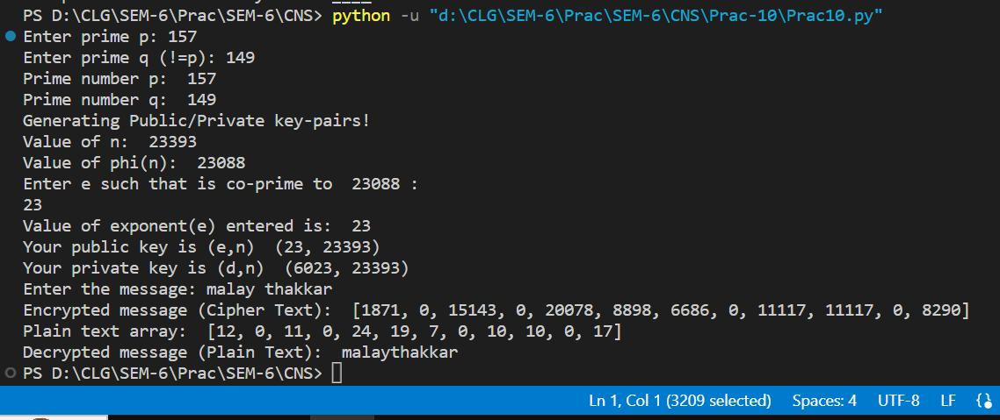 PS D:\CLG\SEM-6\Prac\SEM-6\CNS> python -u "d:\CLG\SEM-6\Prac\SEM-6\CNS\Prac-10\Prac10.py"
Enter prime p: 157
Enter prime q (!=p): 149
Prime number p:  157
Prime number q:  149
Generating Public/Private key-pairs!
Value of n:  23393
Value of phi(n):  23088
Enter e such that is co-prime to  23088 :
23
Value of exponent(e) entered is:  23
Your public key is (e,n)  (23, 23393)
Your private key is (d,n)  (6023, 23393)
Enter the message: malay thakkar
Encrypted message (Cipher Text):  [1871, 0, 15143, 0, 20078, 8898, 6686, 0, 11117, 11117, 0, 8290]
Plain text array:  [12, 0, 11, 0, 24, 19, 7, 0, 10, 10, 0, 17]
Decrypted message (Plain Text):  malaythakkar
PS D:\CLG\SEM-6\Prac\SEM-6\CNS>
Ln 1, Col 1 (3209 selected) Spaces: 4 UTF-8 LF